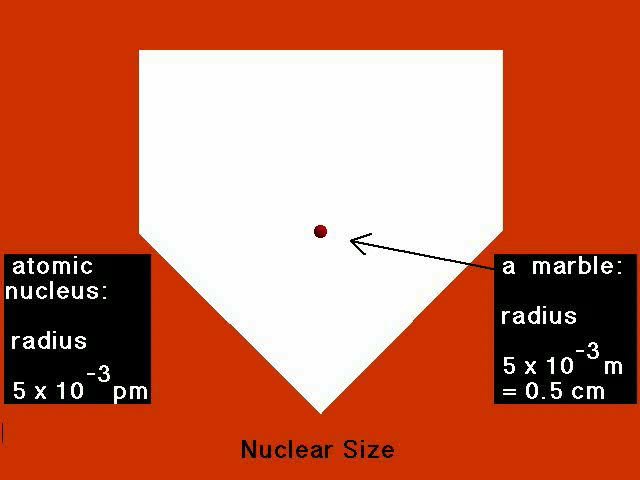 atomic
nucleus:
radius
5 x 10⁻³ pm
a marble:
radius
5 x 10⁻³ m
= 0.5 cm
Nuclear Size